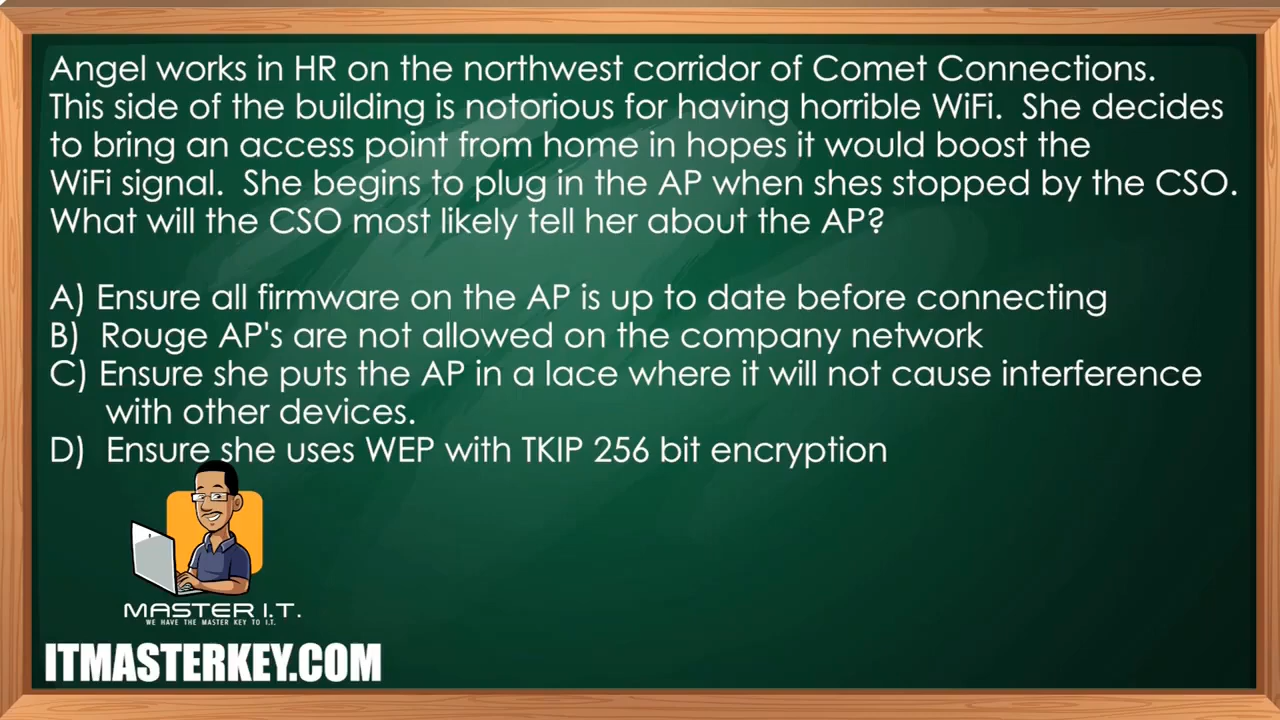 Angel works in HR on the northwest corridor of Comet Connections.
This side of the building is notorious for having horrible WiFi. She decides
to bring an access point from home in hopes it would boost the
WiFi signal. She begins to plug in the AP when shes stopped by the CSO.
What will the CSO most likely tell her about the AP?
A) Ensure all firmware on the AP is up to date before connecting
B) Rouge AP's are not allowed on the company network
C) Ensure she puts the AP in a lace where it will not cause interference
with other devices.
D) Ensure she uses WEP with TKIP 256 bit encryption
MASTER I.T.
WE HAVE THE MASTER KEY TO I.T.
ITMASTERKEY.COM